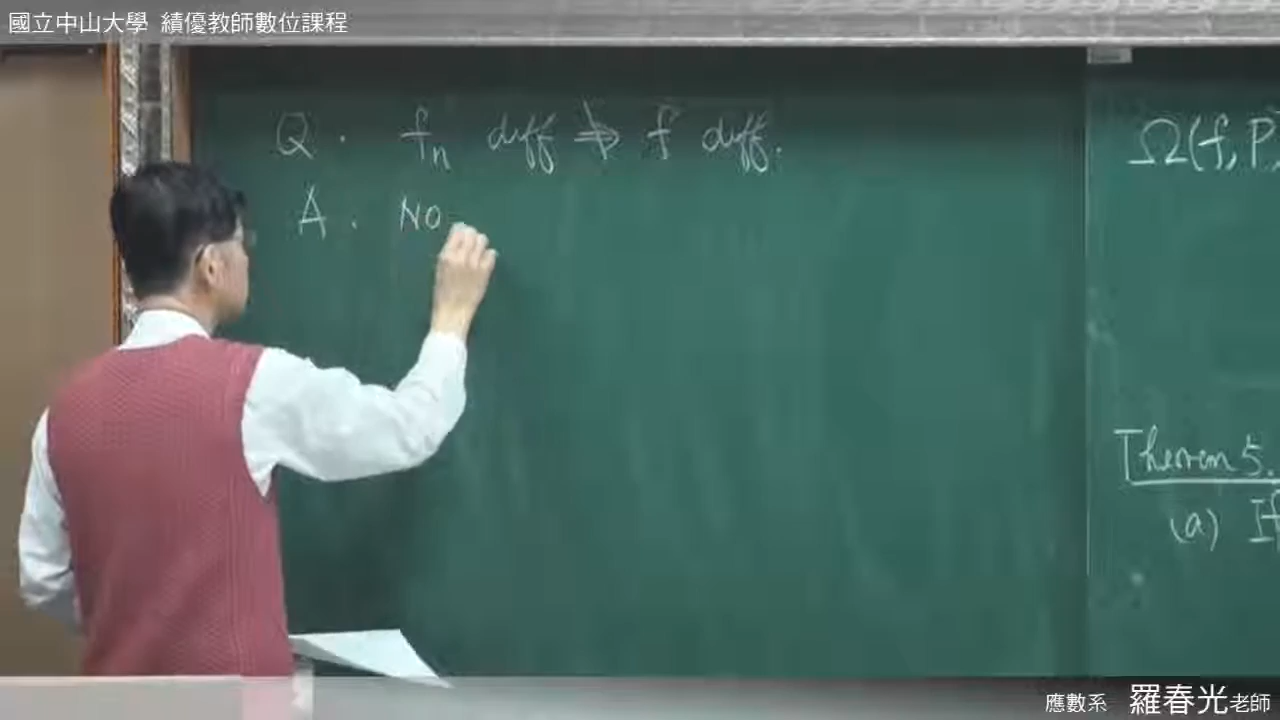 國立中山大學 績優教師數位課程
Q. fn diff ⇏ f diff.
A. No
Ω(f, P,
Theorem 5.
(a) If
應數系 羅春光老師